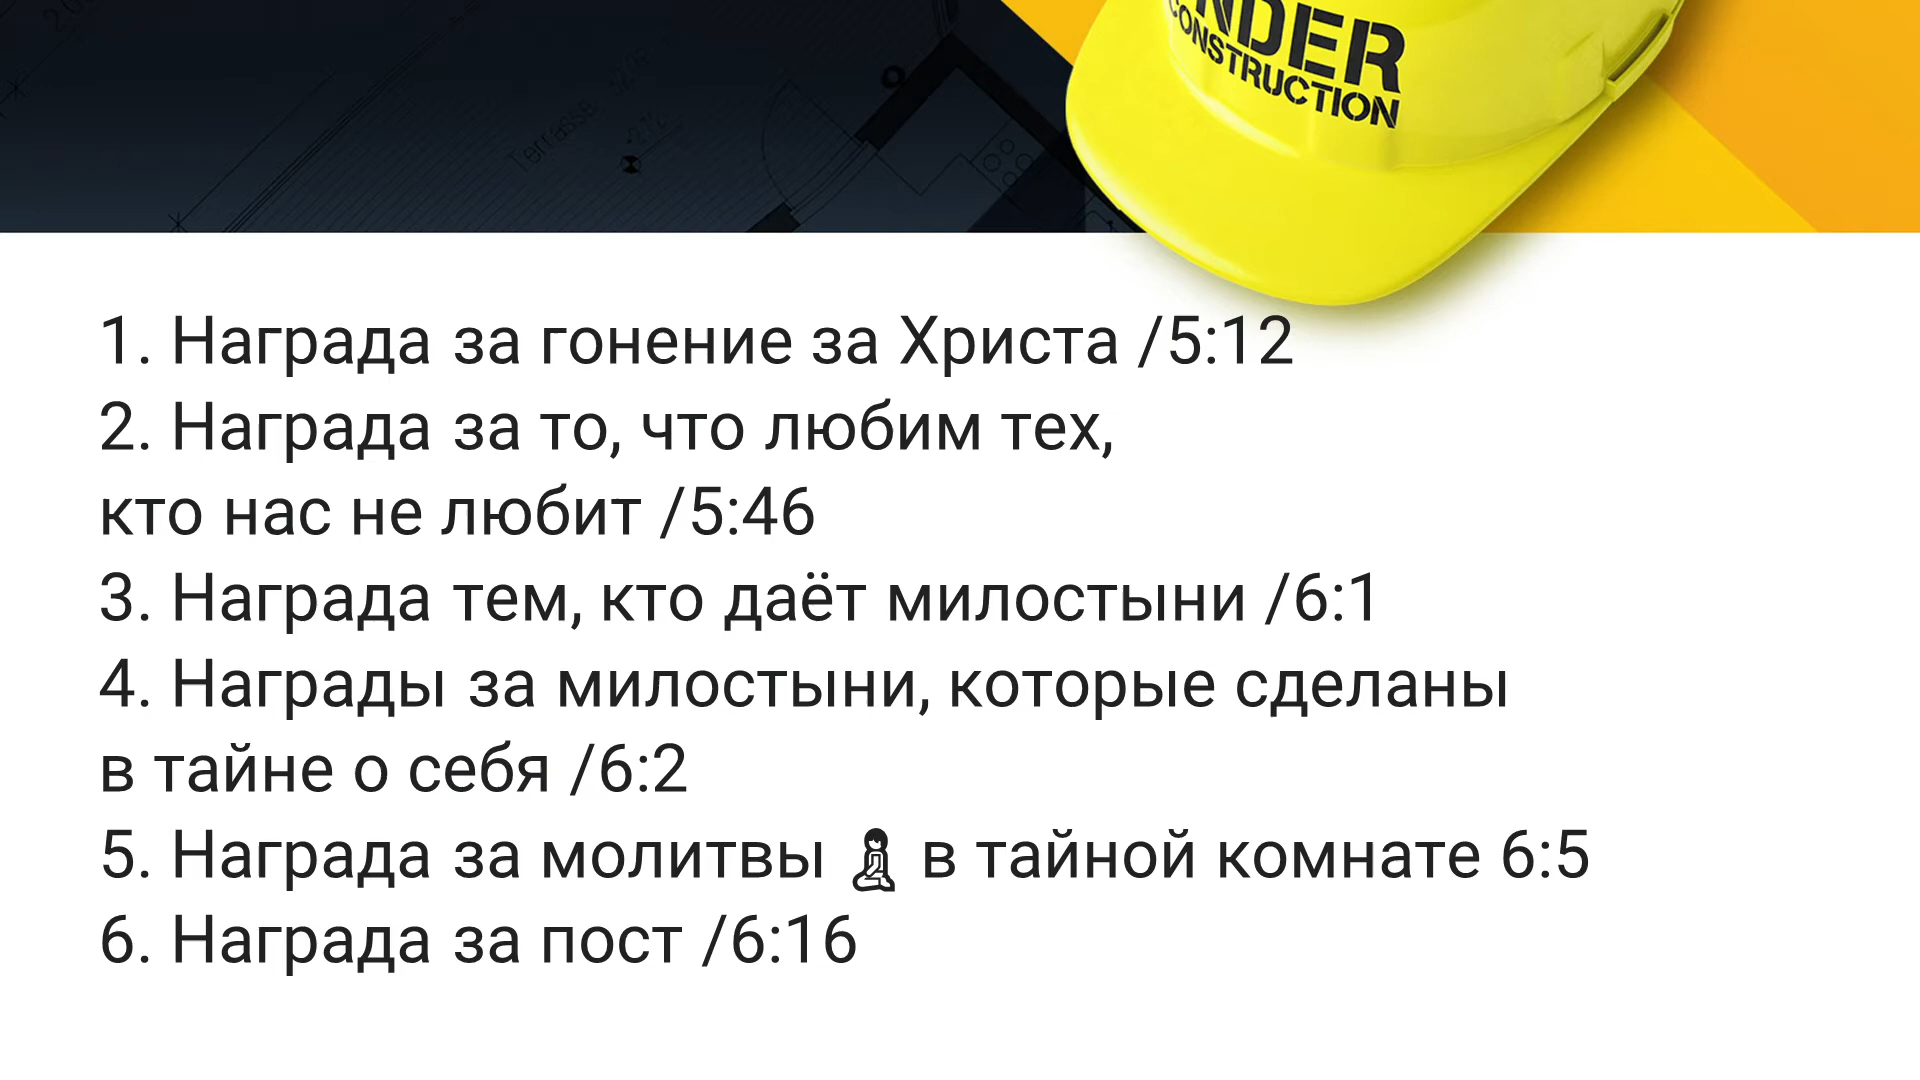 NDER
CONSTRUCTION
Terrasse
1. Награда за гонение за Христа /5:12
2. Награда за то, что любим тех,
кто нас не любит /5:46
3. Награда тем, кто даёт милостыни /6:1
4. Награды за милостыни, которые сделаны
в тайне о себя /6:2
5. Награда за молитвы 🧎 в тайной комнате 6:5
6. Награда за пост /6:16